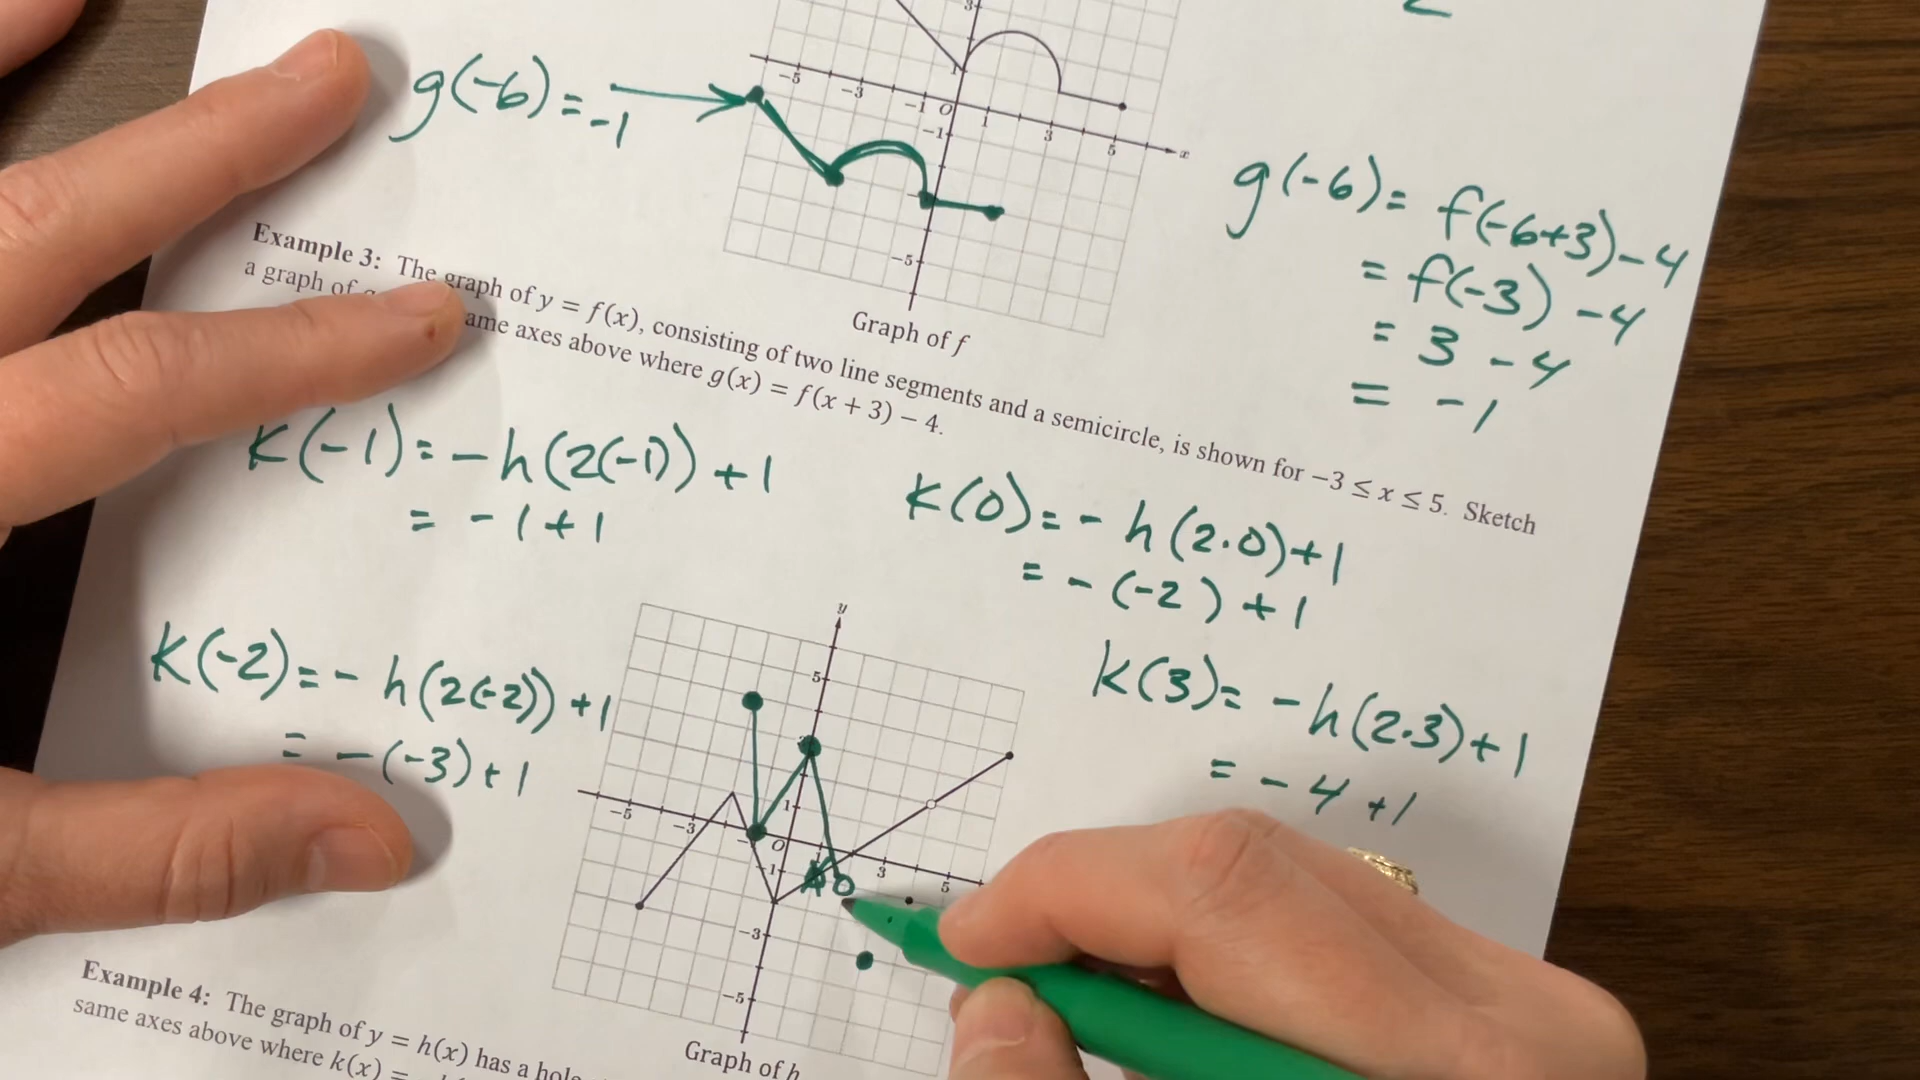 3
g(-6) = -1
-5
-3
-1
O
-1
1
3
5
x
-5
Graph of f
g(-6) = f(-6+3) - 4
= f(-3) - 4
= 3 - 4
= -1
Example 3: The graph of y = f(x), consisting of two line segments and a semicircle, is shown for −3 ≤ x ≤ 5. Sketch
a graph of ame axes above where g(x) = f(x + 3) − 4.
K(-1) = -h(2(-1)) + 1
= -1 + 1
K(0) = -h(2·0) + 1
= -(-2) + 1
K(-2) = -h(2(-2)) + 1
= -(-3) + 1
K(3) = -h(2·3) + 1
= -4 + 1
y
5
1
-5
-3
O
-1
1
3
5
-3
-5
Graph of h
Example 4: The graph of y = h(x) has a hole
same axes above where k(x) =